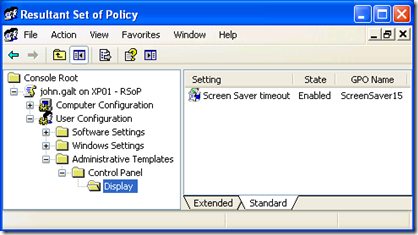 Resultant Set of Policy
File Action View Favorites Window Help
Console Root
john.galt on XP01 - RSoP
Computer Configuration
User Configuration
Software Settings
Windows Settings
Administrative Templates
Control Panel
Display
Setting State GPO Name
Screen Saver timeout Enabled ScreenSaver15
Extended Standard